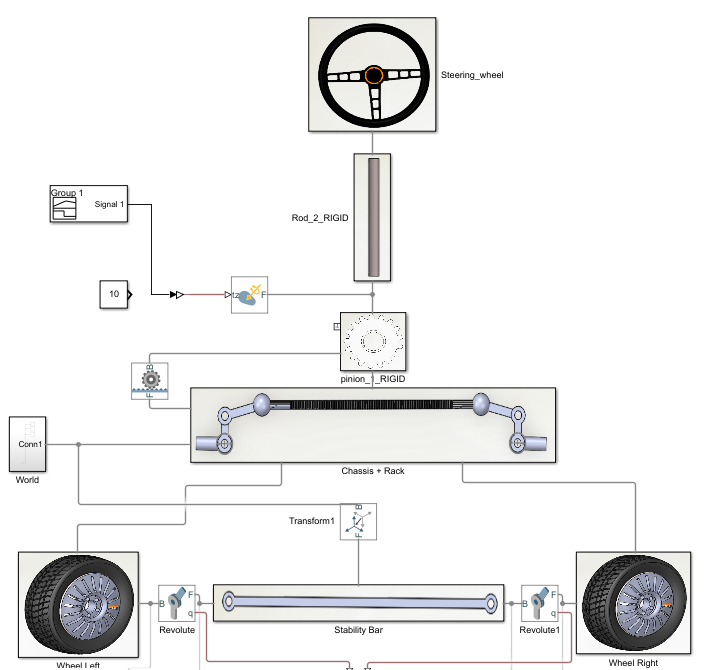 Steering_wheel
Group 1
Signal 1
Rod_2_RIGID
10
tz
F
B
F
pinion_1_RIGID
Conn1
World
Chassis + Rack
Transform1
B
F
B
F
q
Revolute
Stability Bar
B
F
q
Revolute1
Wheel Left
Wheel Right